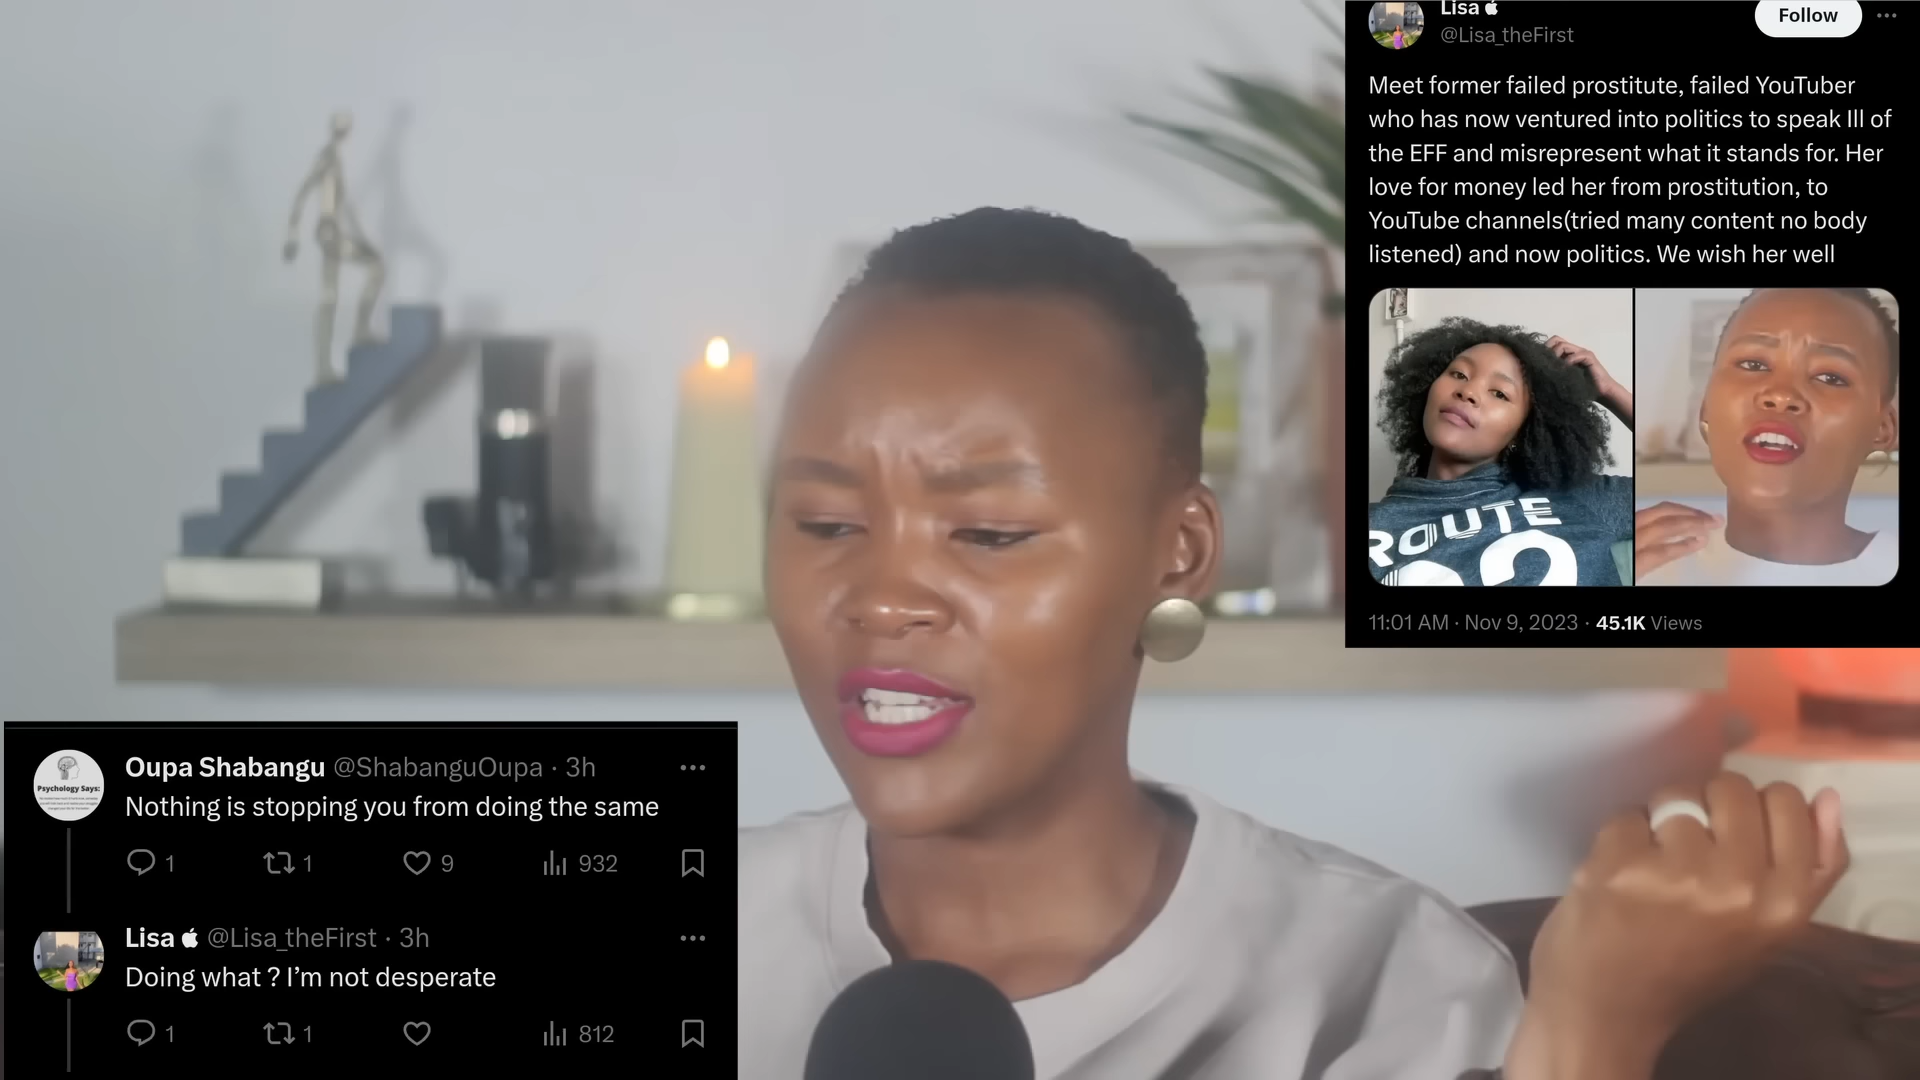 Lisa
@Lisa_theFirst
Follow
Meet former failed prostitute, failed YouTuber
who has now ventured into politics to speak Ill of
the EFF and misrepresent what it stands for. Her
love for money led her from prostitution, to
YouTube channels(tried many content no body
listened) and now politics. We wish her well
ROUTE
11:01 AM · Nov 9, 2023 · 45.1K Views
Psychology Says:
Oupa Shabangu @ShabanguOupa · 3h
Nothing is stopping you from doing the same
1 1 9 932
Lisa @Lisa_theFirst · 3h
Doing what ? I’m not desperate
1 1 812